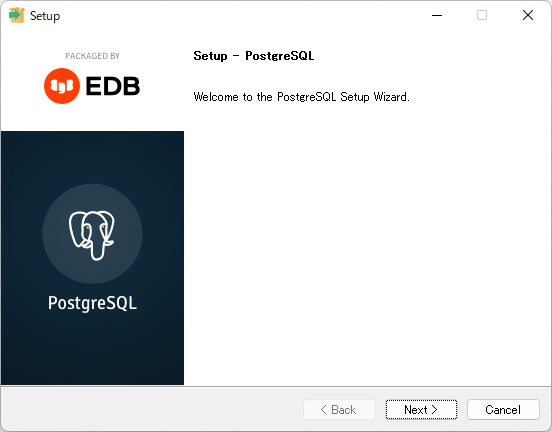 Setup
PACKAGED BY
EDB
Setup - PostgreSQL
Welcome to the PostgreSQL Setup Wizard.
PostgreSQL
< Back
Next >
Cancel